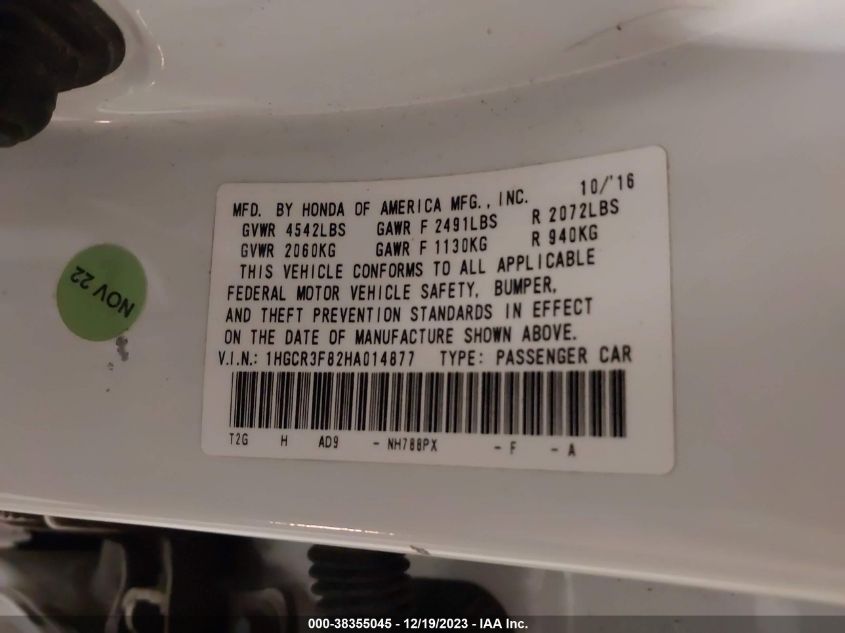 MFD. BY HONDA OF AMERICA MFG., INC. 10/'16
GVWR 4542LBS GAWR F 2491LBS R 2072LBS
GVWR 2060KG GAWR F 1130KG R 940KG
THIS VEHICLE CONFORMS TO ALL APPLICABLE
FEDERAL MOTOR VEHICLE SAFETY, BUMPER,
AND THEFT PREVENTION STANDARDS IN EFFECT
ON THE DATE OF MANUFACTURE SHOWN ABOVE.
V.I.N.: 1HGCR3F82HA014877 TYPE: PASSENGER CAR
T2G H AD9 - NH788PX - F - A
NOV 22
000-38355045 - 12/19/2023 - IAA Inc.